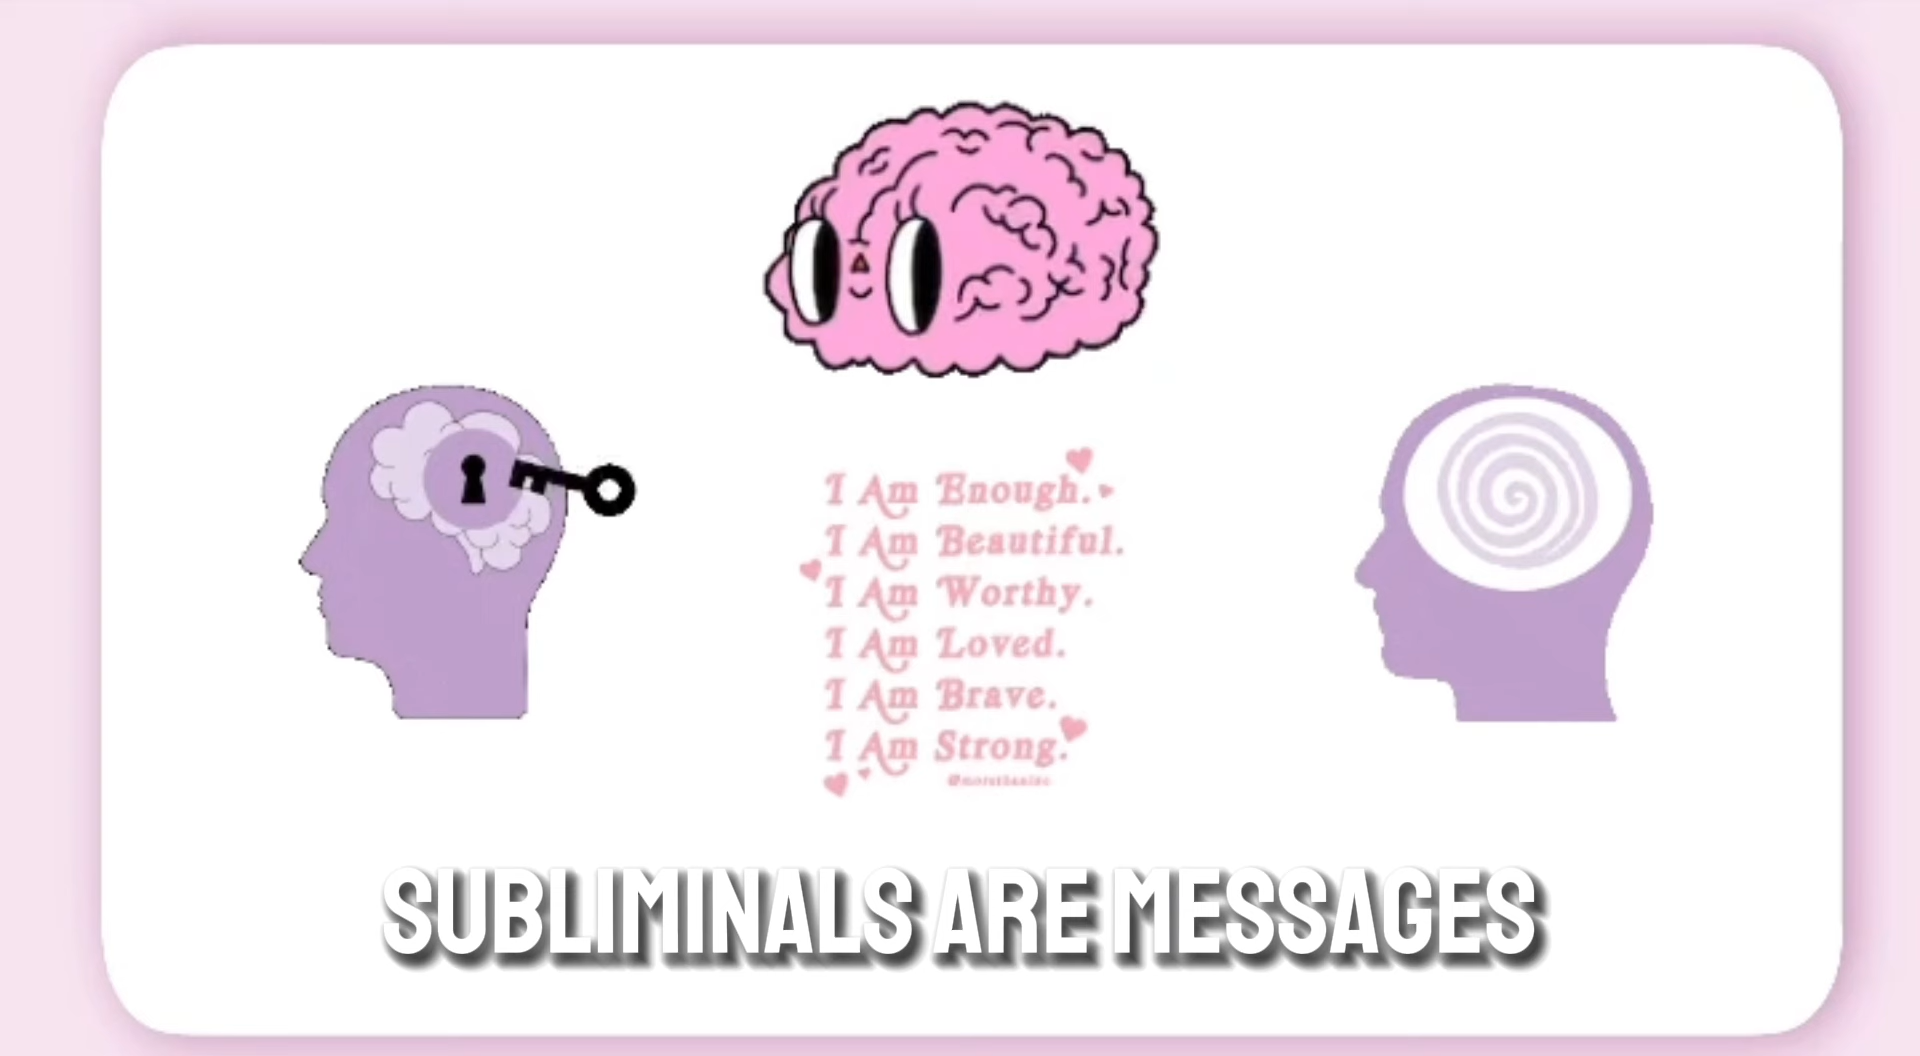 I Am Enough.
I Am Beautiful.
I Am Worthy.
I Am Loved.
I Am Brave.
I Am Strong.
SUBLIMINALS ARE MESSAGES